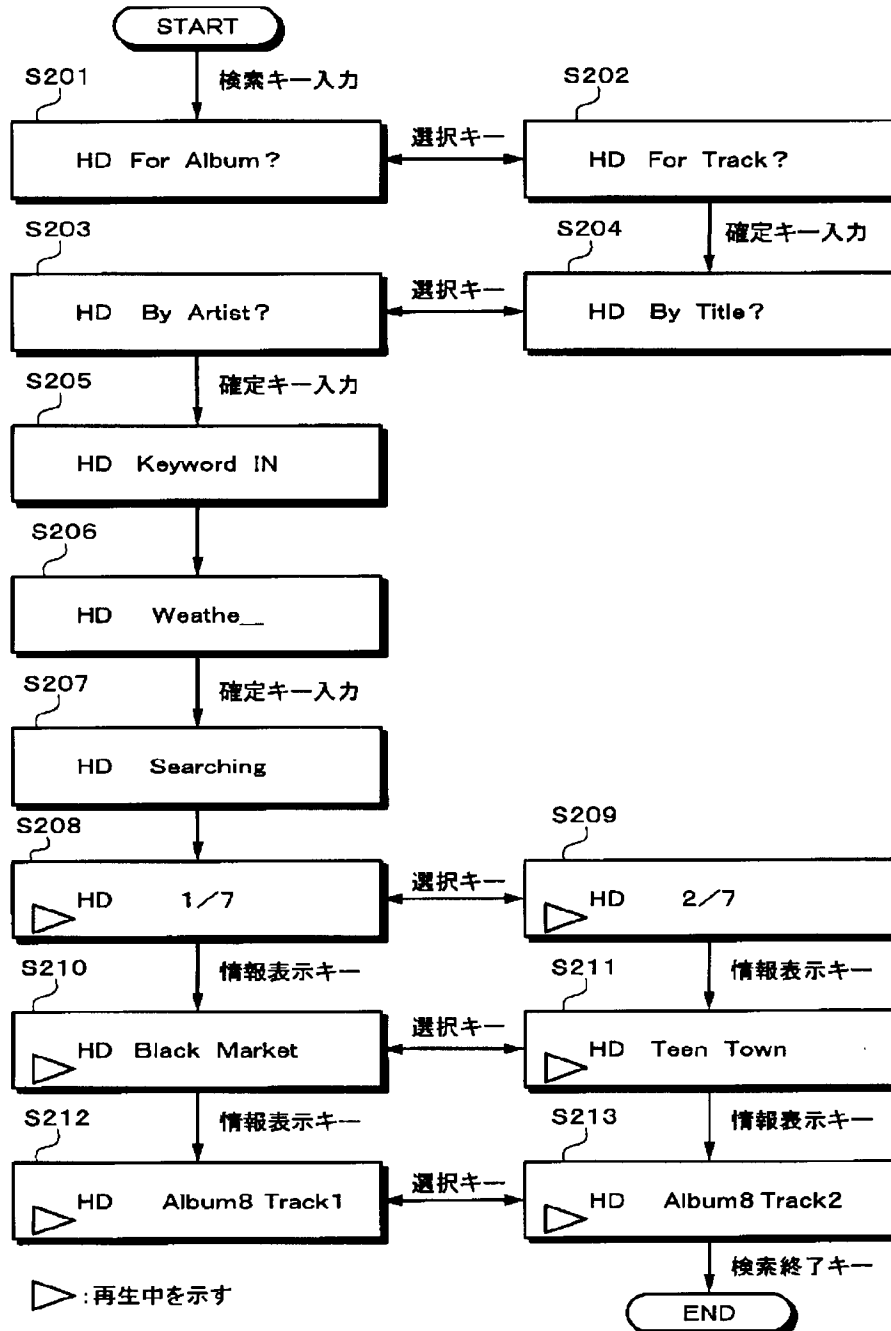 START
検索キー入力
S201
S202
HD For Album?
選択キー
HD For Track?
S203
S204
確定キー入力
HD By Artist?
選択キー
HD By Title?
S205
確定キー入力
HD Keyword IN
S206
HD Weathe__
S207
確定キー入力
HD Searching
S208
S209
HD 1/7
選択キー
HD 2/7
S210
情報表示キー
S211
情報表示キー
HD Black Market
選択キー
HD Teen Town
S212
情報表示キー
S213
情報表示キー
HD Album8 Track1
選択キー
HD Album8 Track2
検索終了キー
:再生中を示す
END